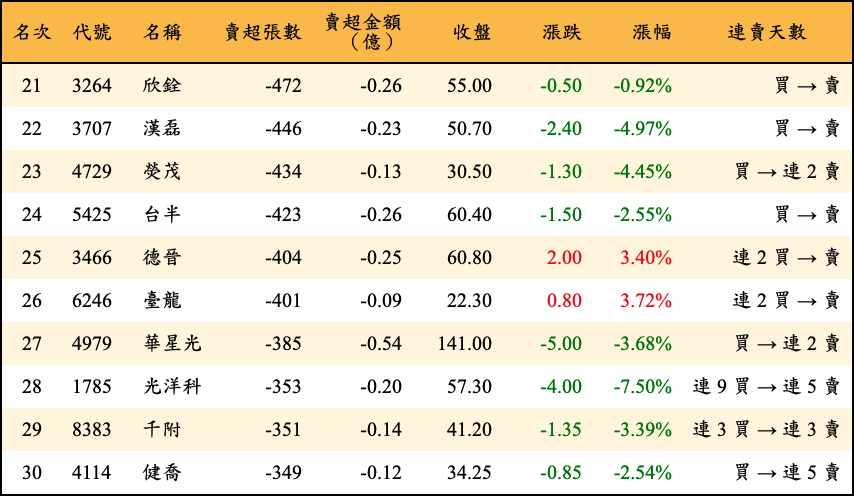 名次 代號 名稱 賣超張數 賣超金額（億） 收盤 漲跌 漲幅 連賣天數
21 3264 欣銓 -472 -0.26 55.00 -0.50 -0.92% 買 → 賣
22 3707 漢磊 -446 -0.23 50.70 -2.40 -4.97% 買 → 賣
23 4729 熒茂 -434 -0.13 30.50 -1.30 -4.45% 買 → 連 2 賣
24 5425 台半 -423 -0.26 60.40 -1.50 -2.55% 買 → 賣
25 3466 德晉 -404 -0.25 60.80 2.00 3.40% 連 2 買 → 賣
26 6246 臺龍 -401 -0.09 22.30 0.80 3.72% 連 2 買 → 賣
27 4979 華星光 -385 -0.54 141.00 -5.00 -3.68% 買 → 連 2 賣
28 1785 光洋科 -353 -0.20 57.30 -4.00 -7.50% 連 9 買 → 連 5 賣
29 8383 千附 -351 -0.14 41.20 -1.35 -3.39% 連 3 買 → 連 3 賣
30 4114 健喬 -349 -0.12 34.25 -0.85 -2.54% 買 → 連 5 賣